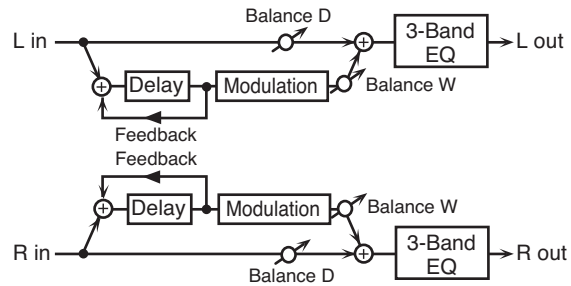 Balance D
L in
3-Band
EQ
L out
Delay
Modulation
Balance W
Feedback
Feedback
Delay
Modulation
Balance W
R in
3-Band
EQ
R out
Balance D